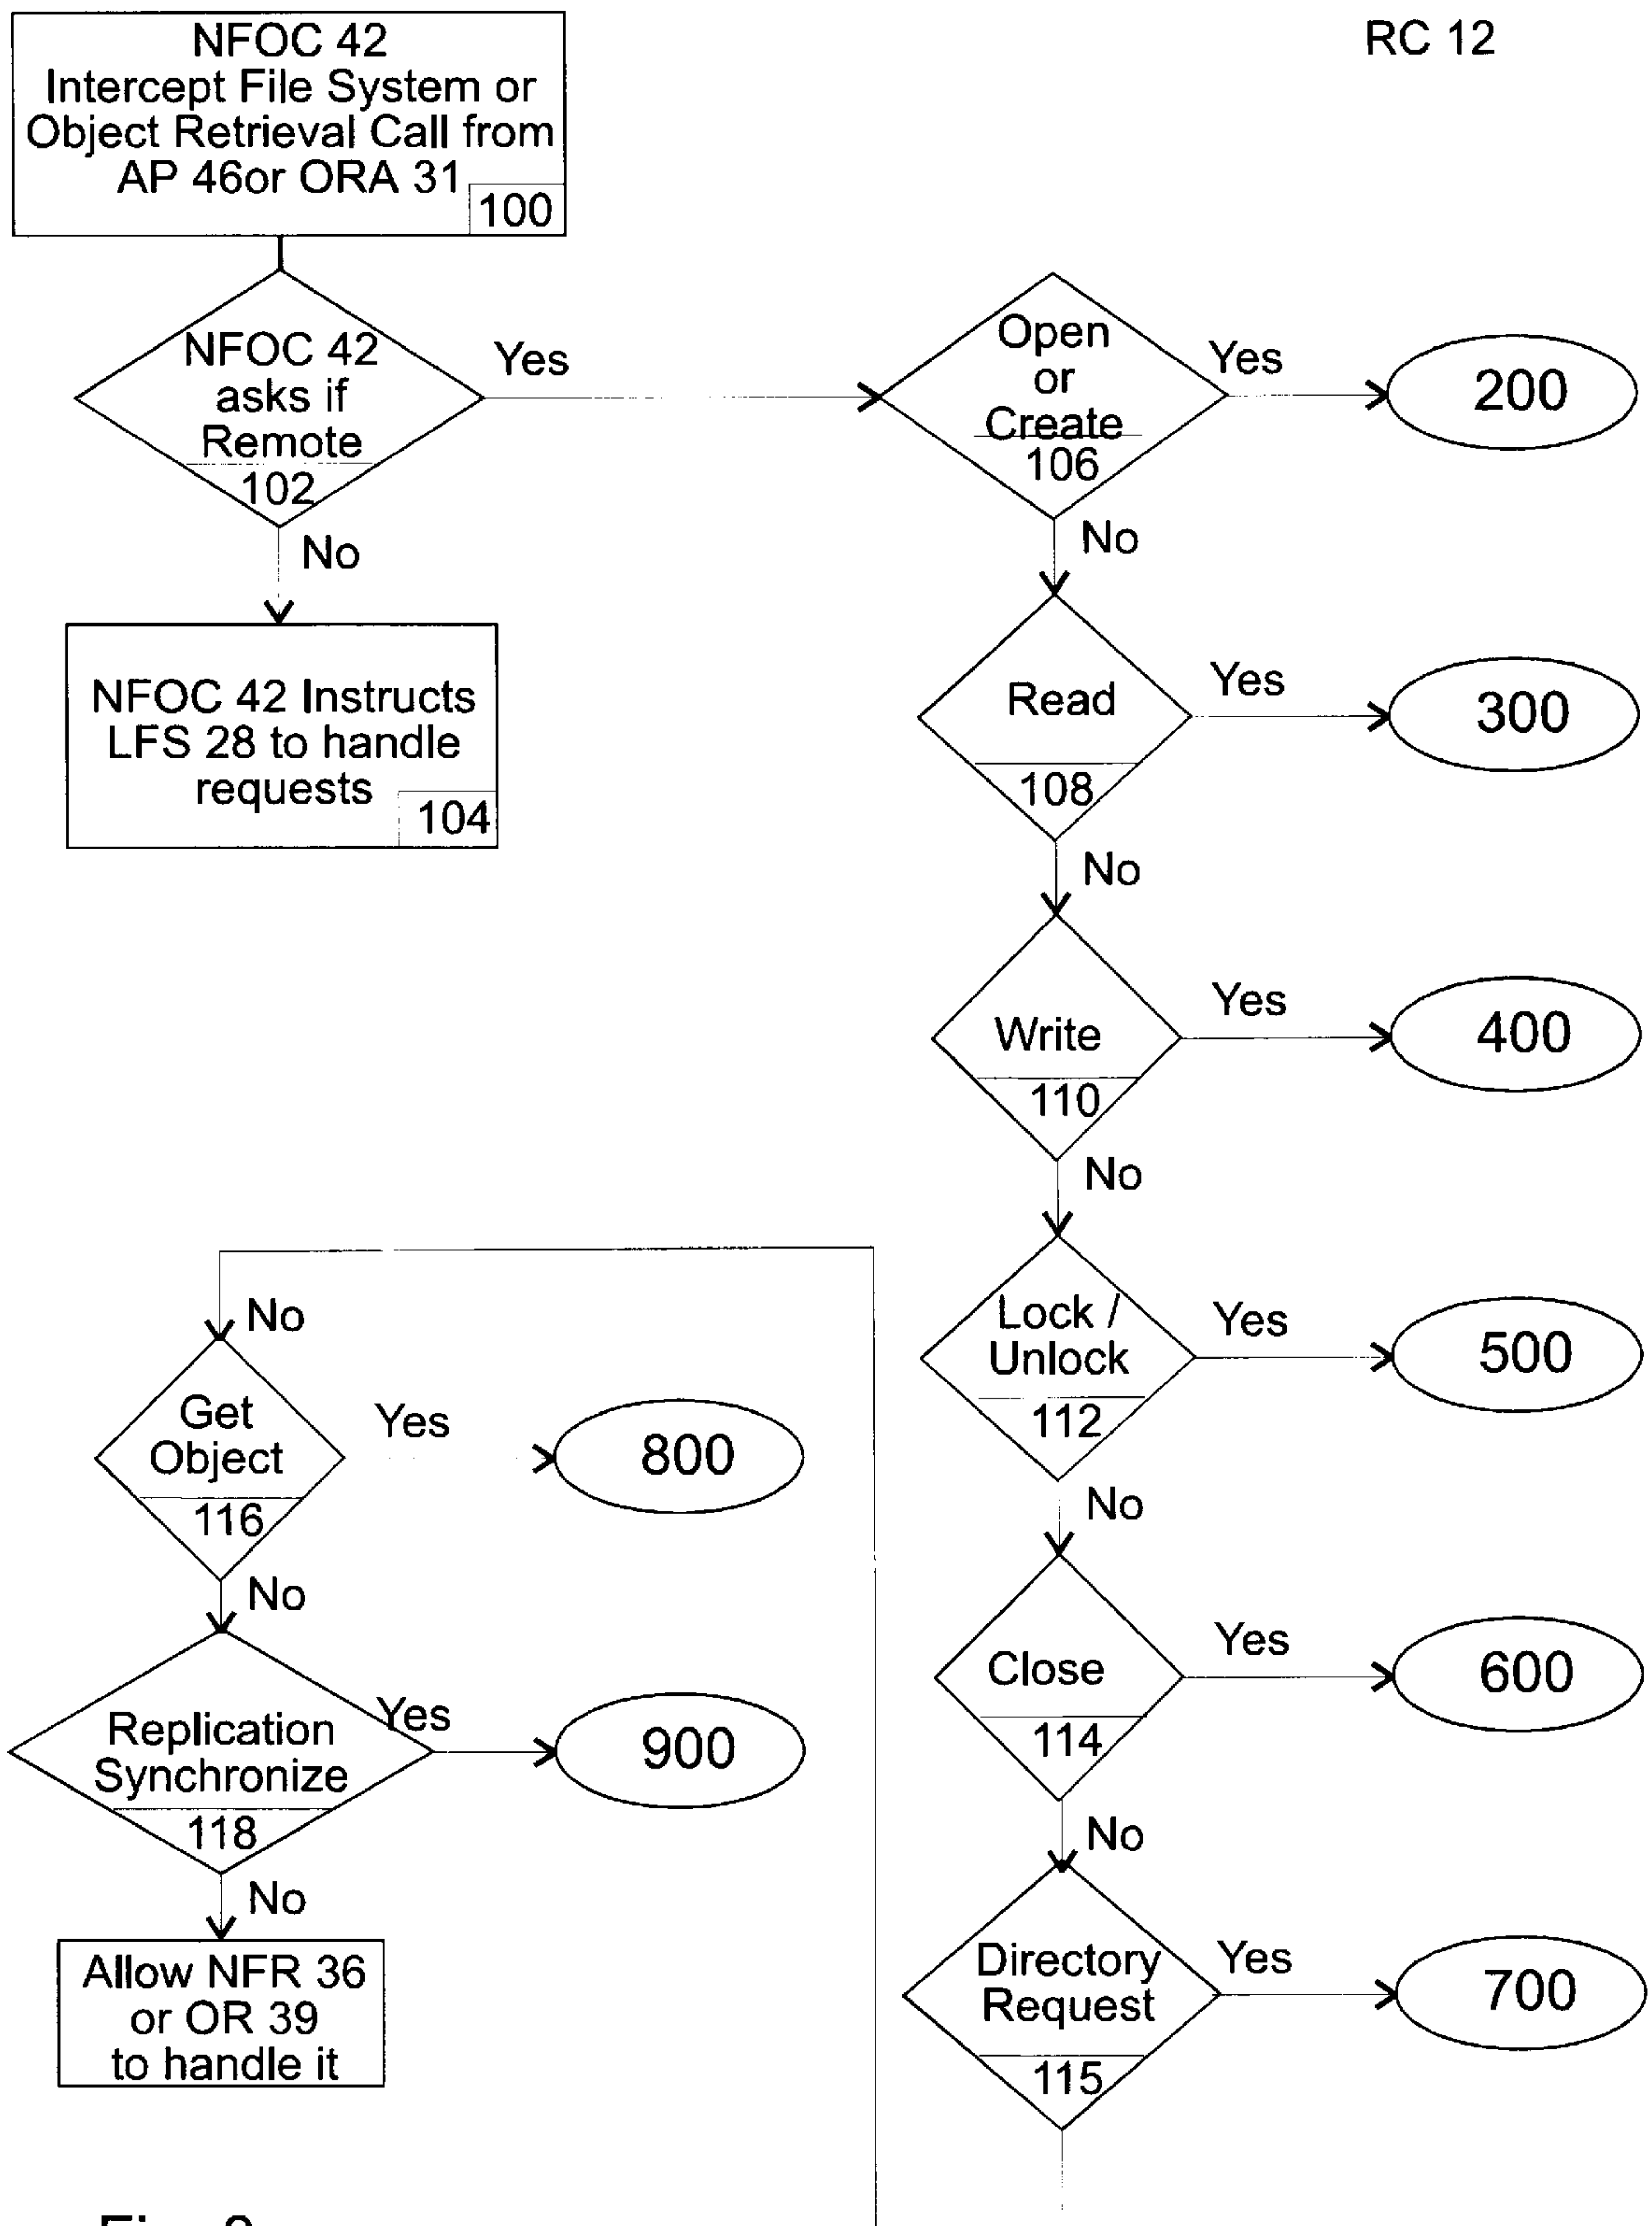 RC 12
NFOC 42
Intercept File System or
Object Retrieval Call from
AP 46or ORA 31
100
NFOC 42
asks if
Remote
102
Yes
No
NFOC 42 Instructs
LFS 28 to handle
requests
104
Open
or
Create
106
Yes
200
No
Read
108
Yes
300
No
Write
110
Yes
400
No
Lock /
Unlock
112
Yes
500
No
Close
114
Yes
600
No
Directory
Request
115
Yes
700
No
Get
Object
116
Yes
800
No
Replication
Synchronize
118
Yes
900
No
Allow NFR 36
or OR 39
to handle it